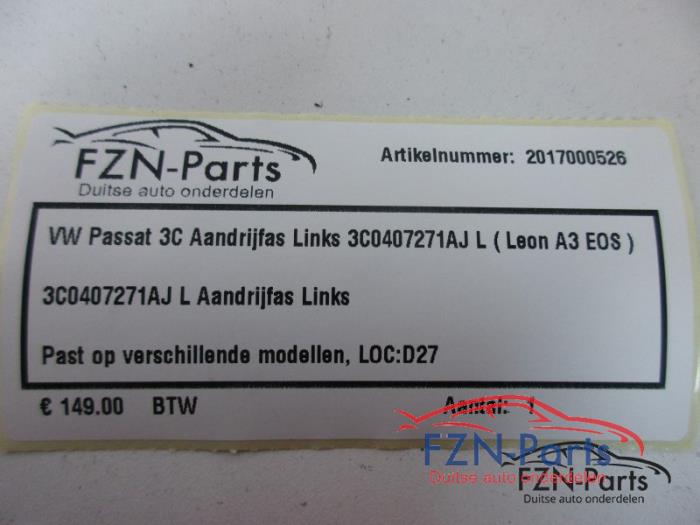 FZN-Parts
Duitse auto onderdelen
Artikelnummer: 2017000526
VW Passat 3C Aandrijfas Links 3C0407271AJ L ( Leon A3 EOS )
3C0407271AJ L Aandrijfas Links
Past op verschillende modellen, LOC:D27
€ 149.00 BTW
Aantal: 1
FZN-Parts
Duitse auto onderdelen
FZN-Parts
Duitse auto onderdelen